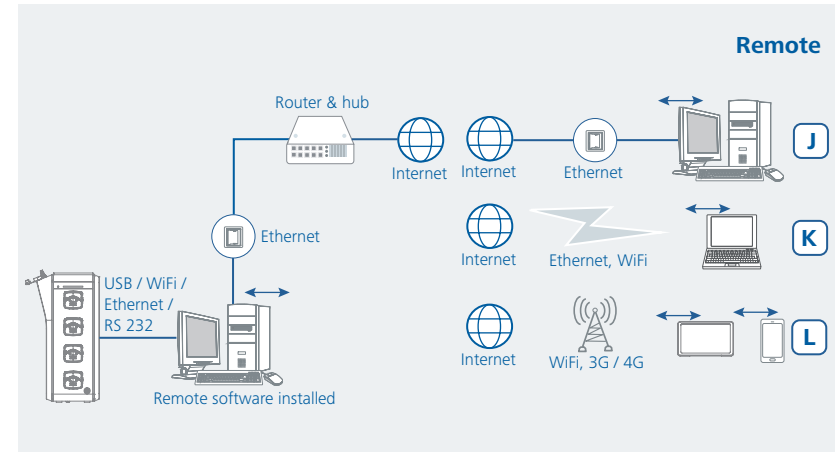 Remote
Router & hub
Internet
Internet
Ethernet
J
Ethernet
Internet
Ethernet, WiFi
K
USB / WiFi /
Ethernet /
RS 232
Internet
WiFi, 3G / 4G
L
Remote software installed